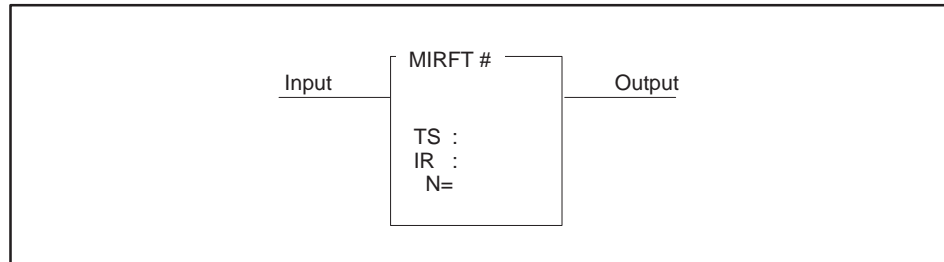 MIRFT #
Input
Output
TS :
IR :
N=